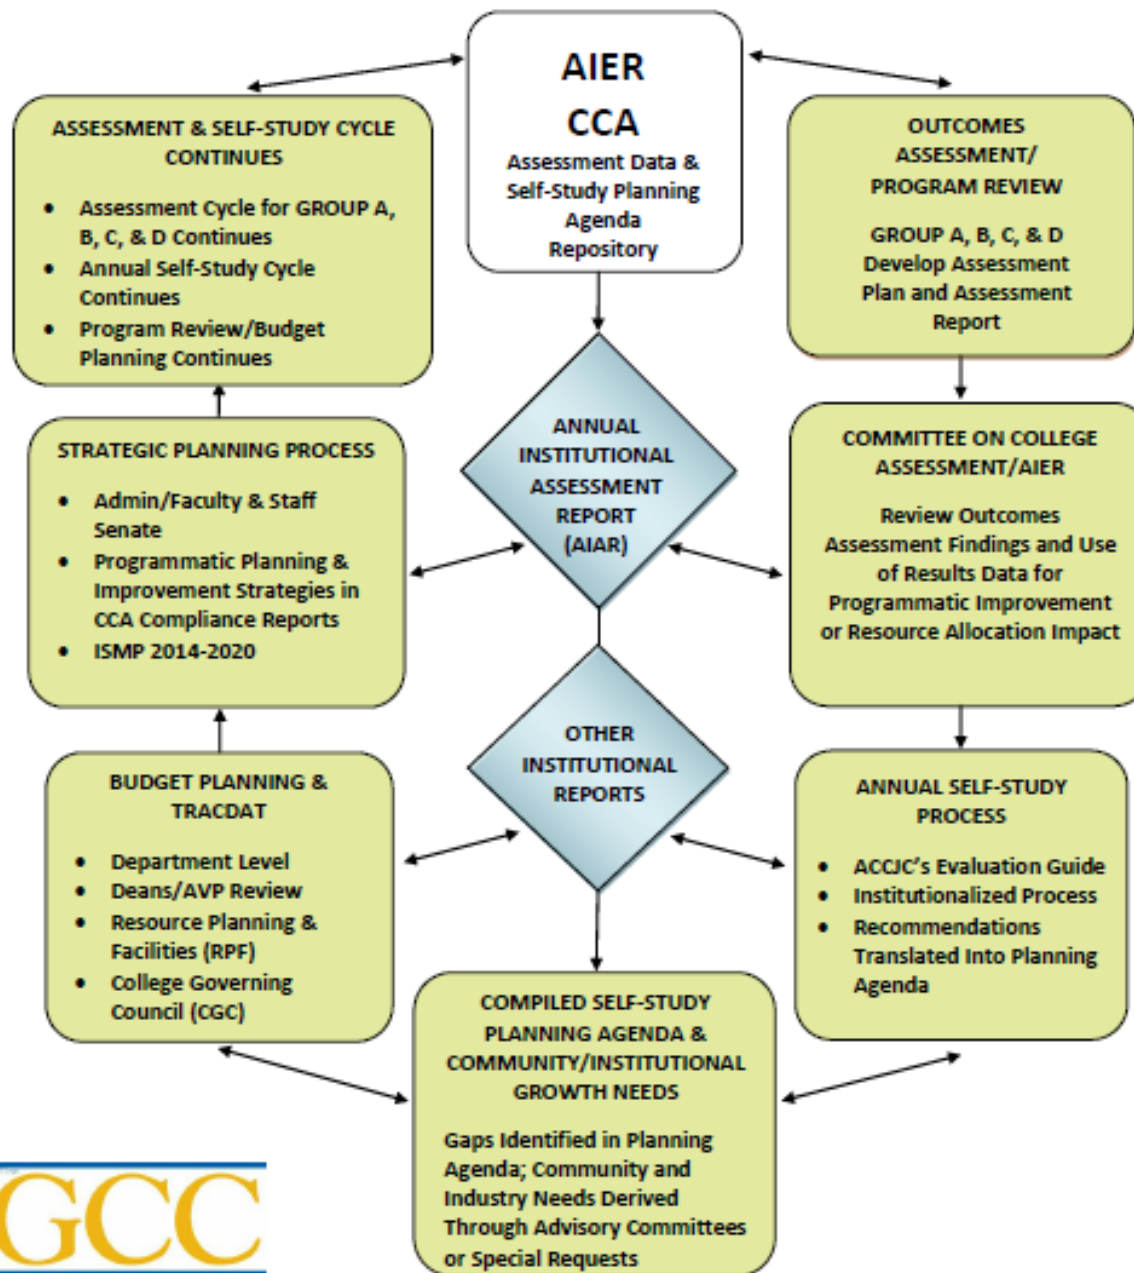 AIER
CCA
Assessment Data &
Self-Study Planning
Agenda
Repository
ASSESSMENT & SELF-STUDY CYCLE
CONTINUES
• Assessment Cycle for GROUP A,
B, C, & D Continues
• Annual Self-Study Cycle
Continues
• Program Review/Budget
Planning Continues
OUTCOMES
ASSESSMENT/
PROGRAM REVIEW
GROUP A, B, C, & D
Develop Assessment
Plan and Assessment
Report
ANNUAL
INSTITUTIONAL
ASSESSMENT
REPORT
(AIAR)
STRATEGIC PLANNING PROCESS
• Admin/Faculty & Staff
Senate
• Programmatic Planning &
Improvement Strategies in
CCA Compliance Reports
• ISMP 2014-2020
COMMITTEE ON COLLEGE
ASSESSMENT/AIER
Review Outcomes
Assessment Findings and Use
of Results Data for
Programmatic Improvement
or Resource Allocation Impact
OTHER
INSTITUTIONAL
REPORTS
BUDGET PLANNING &
TRACDAT
• Department Level
• Deans/AVP Review
• Resource Planning &
Facilities (RPF)
• College Governing
Council (CGC)
ANNUAL SELF-STUDY
PROCESS
• ACCJC's Evaluation Guide
• Institutionalized Process
• Recommendations
Translated Into Planning
Agenda
COMPILED SELF-STUDY
PLANNING AGENDA &
COMMUNITY/INSTITUTIONAL
GROWTH NEEDS
Gaps Identified in Planning
Agenda; Community and
Industry Needs Derived
Through Advisory Committees
or Special Requests
GCC